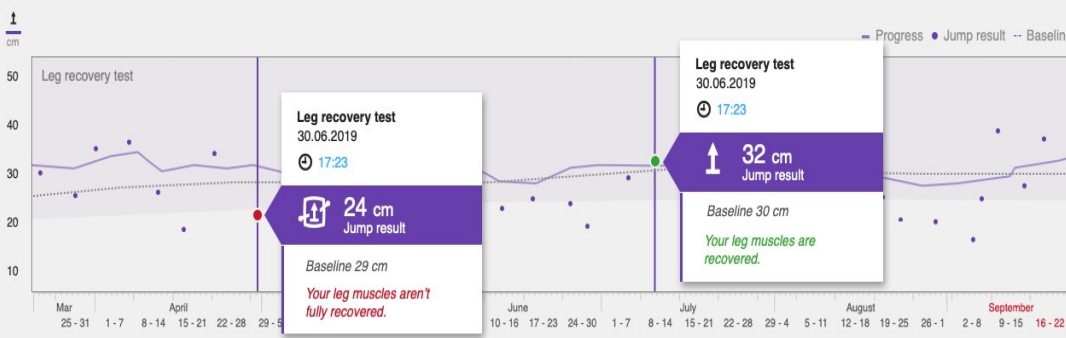 cm
Progress Jump result Baseline
50
40
30
20
10
Leg recovery test
Leg recovery test
30.06.2019
17:23
24 cm
Jump result
Baseline 29 cm
Your leg muscles aren't
fully recovered.
Leg recovery test
30.06.2019
17:23
32 cm
Jump result
Baseline 30 cm
Your leg muscles are
recovered.
Mar April June July August September
25 - 31 1 - 7 8 - 14 15 - 21 22 - 28 29 - 5 10 - 16 17 - 23 24 - 30 1 - 7 8 - 14 15 - 21 22 - 28 29 - 4 5 - 11 12 - 18 19 - 25 26 - 1 2 - 8 9 - 15 16 - 22